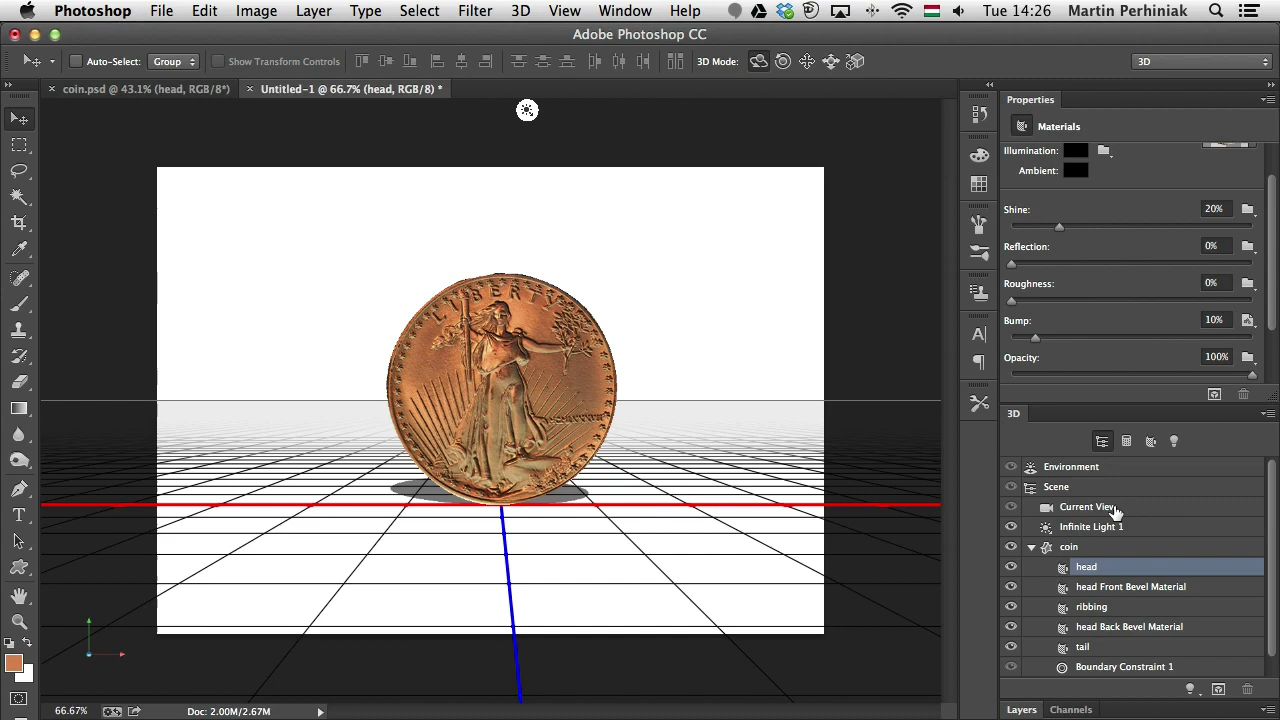 Photoshop File Edit Image Layer Type Select Filter 3D View Window Help Tue 14:26 Martin Perhiniak
Adobe Photoshop CC
Auto-Select: Group Show Transform Controls 3D Mode: 3D
coin.psd @ 43.1% (head, RGB/8*) Untitled-1 @ 66.7% (head, RGB/8) *
Properties
Materials
Illumination:
Ambient:
Shine: 20%
Reflection: 0%
Roughness: 0%
Bump: 10%
Opacity: 100%
LIBERTY
3D
Environment
Scene
Current View
Infinite Light 1
coin
head
head Front Bevel Material
ribbing
head Back Bevel Material
tail
Boundary Constraint 1
66.67% Doc: 2.00M/2.67M
Layers Channels